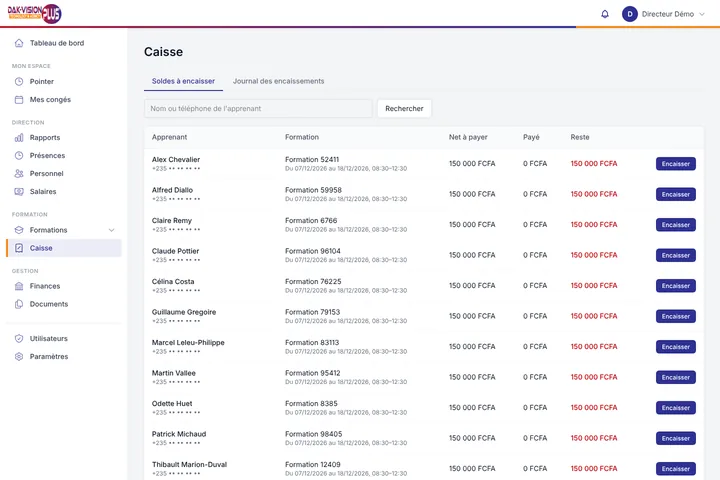 DAK-VISION
PLUS
D
Directeur Démo
Tableau de bord
MON ESPACE
Pointer
Mes congés
DIRECTION
Rapports
Présences
Personnel
Salaires
FORMATION
Formations
Caisse
GESTION
Finances
Documents
Utilisateurs
Paramètres
Caisse
Soldes à encaisser
Journal des encaissements
Nom ou téléphone de l'apprenant
Rechercher
Apprenant Formation Net à payer Payé Reste
Alex Chevalier Formation 52411 150 000 FCFA 0 FCFA 150 000 FCFA Encaisser
+235 •• •• •• •• Du 07/12/2026 au 18/12/2026, 08:30–12:30
Alfred Diallo Formation 59958 150 000 FCFA 0 FCFA 150 000 FCFA Encaisser
+235 •• •• •• •• Du 07/12/2026 au 18/12/2026, 08:30–12:30
Claire Remy Formation 6766 150 000 FCFA 0 FCFA 150 000 FCFA Encaisser
+235 •• •• •• •• Du 07/12/2026 au 18/12/2026, 08:30–12:30
Claude Pottier Formation 96104 150 000 FCFA 0 FCFA 150 000 FCFA Encaisser
+235 •• •• •• •• Du 07/12/2026 au 18/12/2026, 08:30–12:30
Célina Costa Formation 76225 150 000 FCFA 0 FCFA 150 000 FCFA Encaisser
+235 •• •• •• •• Du 07/12/2026 au 18/12/2026, 08:30–12:30
Guillaume Gregoire Formation 79153 150 000 FCFA 0 FCFA 150 000 FCFA Encaisser
+235 •• •• •• •• Du 07/12/2026 au 18/12/2026, 08:30–12:30
Marcel Leleu-Philippe Formation 83113 150 000 FCFA 0 FCFA 150 000 FCFA Encaisser
+235 •• •• •• •• Du 07/12/2026 au 18/12/2026, 08:30–12:30
Martin Vallee Formation 95412 150 000 FCFA 0 FCFA 150 000 FCFA Encaisser
+235 •• •• •• •• Du 07/12/2026 au 18/12/2026, 08:30–12:30
Odette Huet Formation 8385 150 000 FCFA 0 FCFA 150 000 FCFA Encaisser
+235 •• •• •• •• Du 07/12/2026 au 18/12/2026, 08:30–12:30
Patrick Michaud Formation 98405 150 000 FCFA 0 FCFA 150 000 FCFA Encaisser
+235 •• •• •• •• Du 07/12/2026 au 18/12/2026, 08:30–12:30
Thibault Marion-Duval Formation 12409 150 000 FCFA 0 FCFA 150 000 FCFA Encaisser
+235 •• •• •• •• Du 07/12/2026 au 18/12/2026, 08:30–12:30